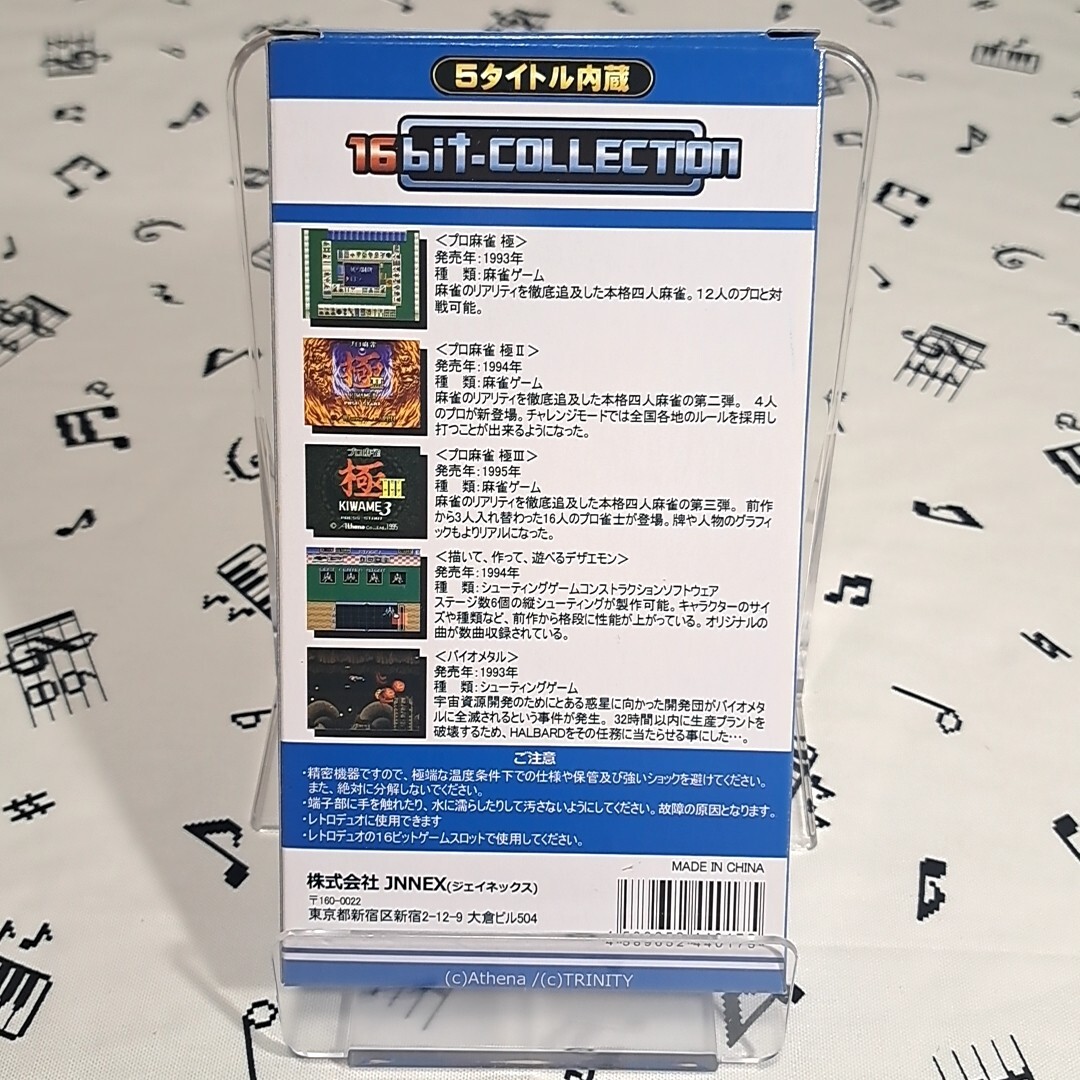 5タイトル内蔵
16bit-COLLECTION
＜プロ麻雀 極＞
発売年：1993年
種　類：麻雀ゲーム
麻雀のリアリティを徹底追及した本格四人麻雀。12人のプロと対
戦可能。
＜プロ麻雀 極Ⅱ＞
発売年：1994年
種　類：麻雀ゲーム
麻雀のリアリティを徹底追及した本格四人麻雀の第二弾。 4人
のプロが新登場。チャレンジモードでは全国各地のルールを採用し
打つことが出来るようになった。
極
プロ麻雀
極III
KIWAME3
＜プロ麻雀 極Ⅲ＞
発売年：1995年
種　類：麻雀ゲーム
麻雀のリアリティを徹底追及した本格四人麻雀の第三弾。 前作
から3人入れ替わった16人のプロ雀士が登場。牌や人物のグラフィ
ックもよりリアルになった。
＜描いて、作って、遊べるデザエモン＞
発売年：1994年
種　類：シューティングゲームコンストラクションソフトウェア
ステージ数6個の縦シューティングが製作可能。キャラクターのサイ
ズや種類など、前作から格段に性能が上がっている。オリジナルの
曲が数曲収録されている。
＜バイオメタル＞
発売年：1993年
種　類：シューティングゲーム
宇宙資源開発のためにとある惑星に向かった開発団がバイオメタ
ルに全滅されるという事件が発生。 32時間以内に生産プラントを
破壊するため、HALBARDをその任務に当たらせる事にした…。
ご注意
・精密機器ですので、極端な温度条件下での仕様や保管及び強いショックを避けてください。
また、絶対に分解しないでください。
・端子部に手を触れたり、水に濡らしたりして汚さないようにしてください。故障の原因となります。
・レトロデュオに使用できます
・レトロデュオの16ビットゲームスロットで使用してください。
MADE IN CHINA
株式会社 JNNEX(ジェイネックス)
〒160-0022
東京都新宿区新宿2-12-9 大倉ビル504
(c)Athena /(c)TRINITY